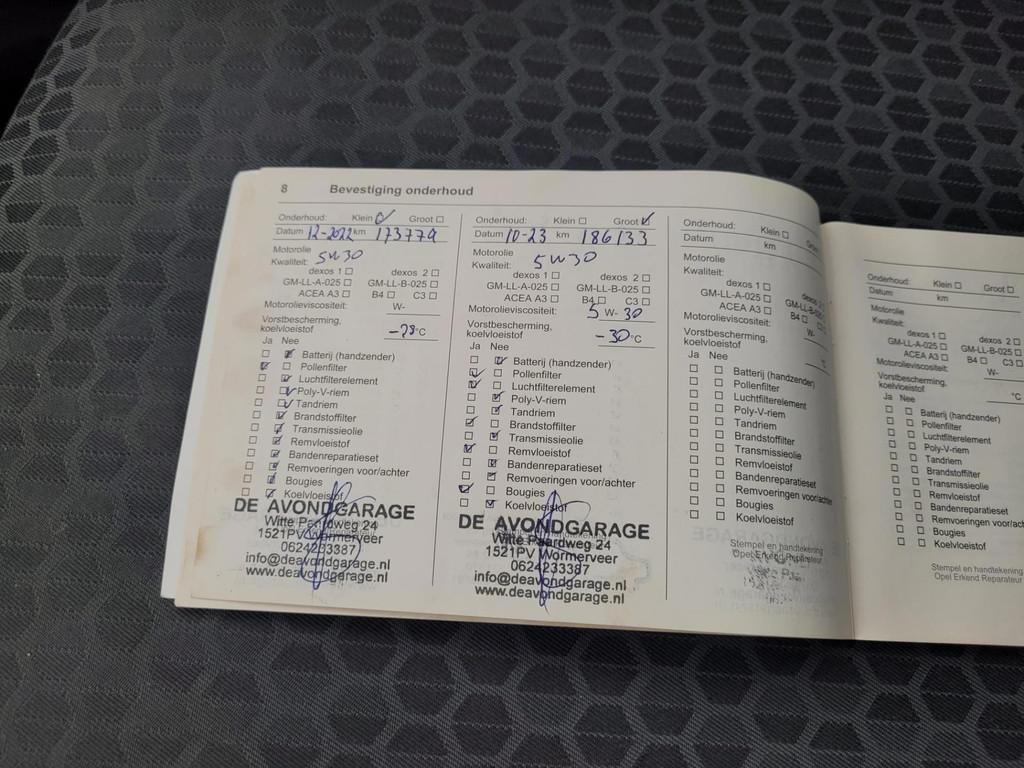 8 Bevestiging onderhoud
Onderhoud: Klein ☑ Groot ☐
Datum 12-2022 km 173779
Motorolie
Kwaliteit: 5W30
dexos 1 ☐ dexos 2 ☐
GM-LL-A-025 ☐ GM-LL-B-025 ☐
ACEA A3 ☐ B4 ☐ C3 ☐
Motorolieviscositeit: W-
Vorstbescherming,
koelvloeistof -28°C
Ja Nee
☐ ☑ Batterij (handzender)
☑ ☐ Pollenfilter
☐ ☑ Luchtfilterelement
☐ ☑ Poly-V-riem
☐ ☑ Tandriem
☐ ☑ Brandstoffilter
☐ ☑ Transmissieolie
☐ ☑ Remvloeistof
☐ ☑ Bandenreparatieset
☐ ☑ Remvoeringen voor/achter
☐ ☑ Bougies
☐ ☑ Koelvloeistof
DE AVONDGARAGE
Witte Paardweg 24
1521PV Wormerveer
0624233387
info@deavondgarage.nl
www.deavondgarage.nl
Onderhoud: Klein ☐ Groot ☑
Datum 10-23 km 186133
Motorolie
Kwaliteit: 5W30
dexos 1 ☐ dexos 2 ☐
GM-LL-A-025 ☐ GM-LL-B-025 ☐
ACEA A3 ☐ B4 ☐ C3 ☐
Motorolieviscositeit: 5 W- 30
Vorstbescherming,
koelvloeistof -30°C
Ja Nee
☐ ☑ Batterij (handzender)
☑ ☐ Pollenfilter
☑ ☐ Luchtfilterelement
☐ ☑ Poly-V-riem
☐ ☑ Tandriem
☑ ☐ Brandstoffilter
☐ ☑ Transmissieolie
☑ ☐ Remvloeistof
☐ ☑ Bandenreparatieset
☐ ☑ Remvoeringen voor/achter
☑ ☐ Bougies
☐ ☑ Koelvloeistof
DE AVONDGARAGE
Witte Paardweg 24
1521PV Wormerveer
0624233387
info@deavondgarage.nl
www.deavondgarage.nl
Onderhoud: Klein ☐
Datum km
Motorolie
Kwaliteit:
dexos 1 ☐
GM-LL-A-025 ☐
ACEA A3 ☐ B4 ☐
Motorolieviscositeit: W-
Vorstbescherming,
koelvloeistof
Ja Nee
☐ ☐ Batterij (handzender)
☐ ☐ Pollenfilter
☐ ☐ Luchtfilterelement
☐ ☐ Poly-V-riem
☐ ☐ Tandriem
☐ ☐ Brandstoffilter
☐ ☐ Transmissieolie
☐ ☐ Remvloeistof
☐ ☐ Bandenreparatieset
☐ ☐ Remvoeringen voor/achter
☐ ☐ Bougies
☐ ☐ Koelvloeistof
Stempel en handtekening
Opel Erkend Reparateur
Onderhoud: Klein ☐ Groot ☐
Datum km
Motorolie
Kwaliteit:
dexos 1 ☐ dexos 2 ☐
GM-LL-A-025 ☐ GM-LL-B-025 ☐
ACEA A3 ☐ B4 ☐ C3 ☐
Motorolieviscositeit: W-
Vorstbescherming,
koelvloeistof °C
Ja Nee
☐ ☐ Batterij (handzender)
☐ ☐ Pollenfilter
☐ ☐ Luchtfilterelement
☐ ☐ Poly-V-riem
☐ ☐ Tandriem
☐ ☐ Brandstoffilter
☐ ☐ Transmissieolie
☐ ☐ Remvloeistof
☐ ☐ Bandenreparatieset
☐ ☐ Remvoeringen voor/achter
☐ ☐ Bougies
☐ ☐ Koelvloeistof
Stempel en handtekening
Opel Erkend Reparateur